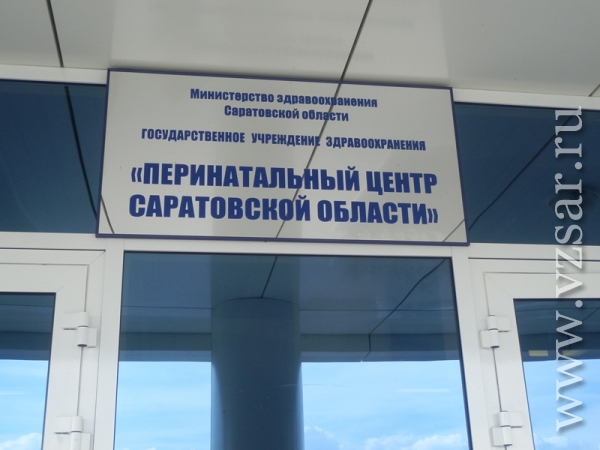 Министерство здравоохранения
Саратовской области
ГОСУДАРСТВЕННОЕ УЧРЕЖДЕНИЕ ЗДРАВООХРАНЕНИЯ
«ПЕРИНАТАЛЬНЫЙ ЦЕНТР
САРАТОВСКОЙ ОБЛАСТИ»
www.vzsar.ru